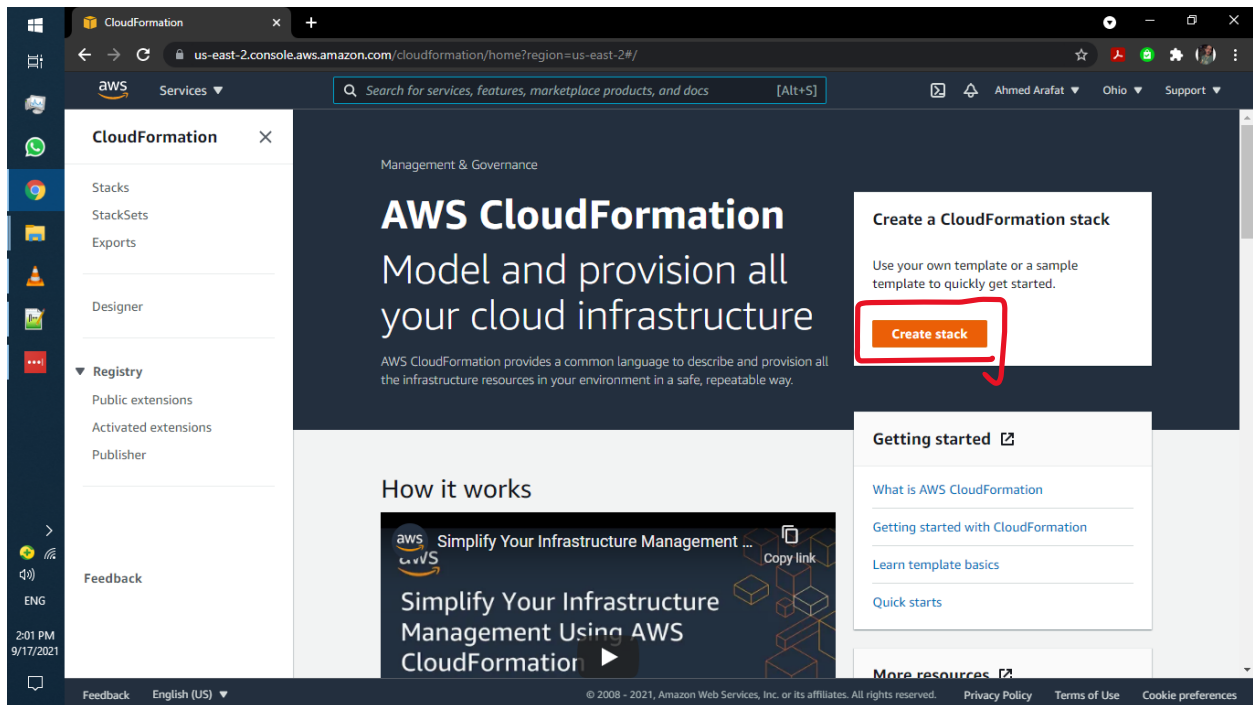 CloudFormation
us-east-2.console.aws.amazon.com/cloudformation/home?region=us-east-2#/
aws
Services
Search for services, features, marketplace products, and docs [Alt+S]
Ahmed Arafat
Ohio
Support
CloudFormation
Stacks
StackSets
Exports
Designer
Registry
Public extensions
Activated extensions
Publisher
Feedback
Management & Governance
AWS CloudFormation
Model and provision all
your cloud infrastructure
AWS CloudFormation provides a common language to describe and provision all
the infrastructure resources in your environment in a safe, repeatable way.
Create a CloudFormation stack
Use your own template or a sample
template to quickly get started.
Create stack
Getting started
What is AWS CloudFormation
Getting started with CloudFormation
Learn template basics
Quick starts
More resources
How it works
aws
Simplify Your Infrastructure Management ...
Copy link
aws
Simplify Your Infrastructure
Management Using AWS
CloudFormation
ENG
2:01 PM
9/17/2021
Feedback
English (US)
© 2008 - 2021, Amazon Web Services, Inc. or its affiliates. All rights reserved.
Privacy Policy
Terms of Use
Cookie preferences